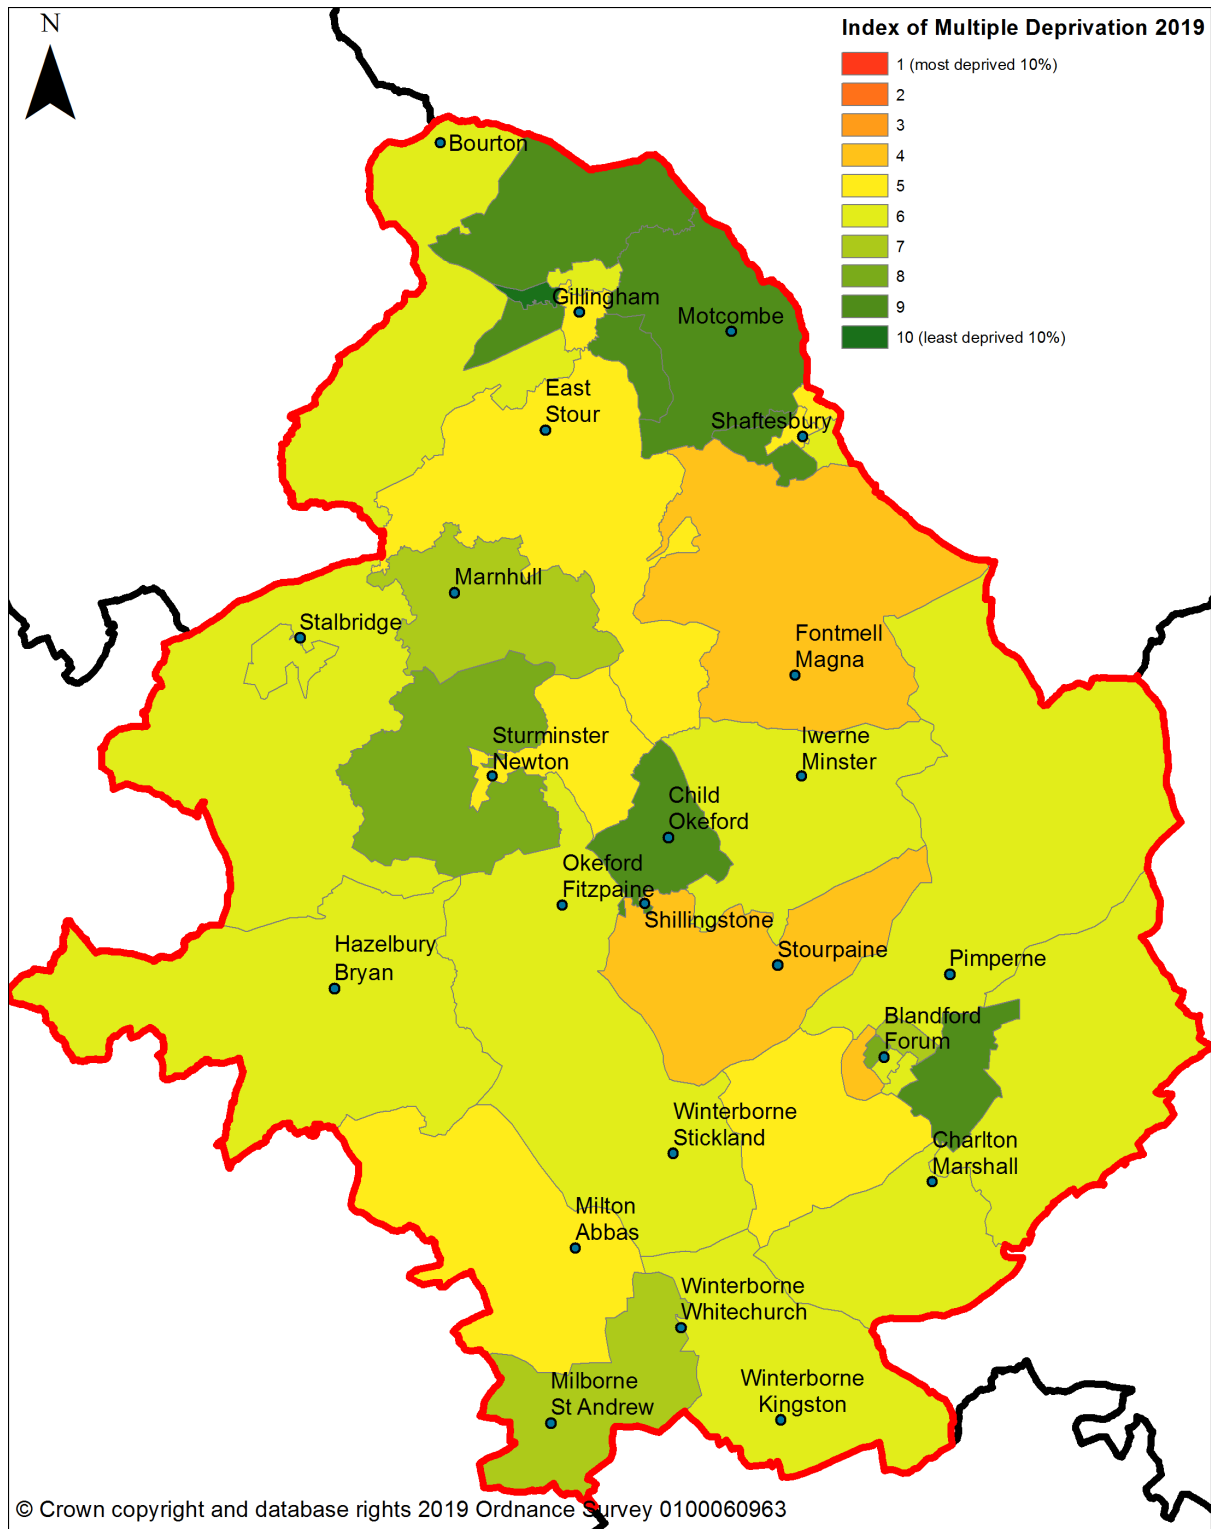 N
Index of Multiple Deprivation 2019
1 (most deprived 10%)
2
3
4
5
6
7
8
9
10 (least deprived 10%)
Bourton
Gillingham
Motcombe
East
Stour
Shaftesbury
Marnhull
Stalbridge
Fontmell
Magna
Sturminster
Newton
Iwerne
Minster
Child
Okeford
Okeford
Fitzpaine
Shillingstone
Hazelbury
Bryan
Stourpaine
Pimperne
Blandford
Forum
Winterborne
Stickland
Charlton
Marshall
Milton
Abbas
Winterborne
Whitechurch
Milborne
St Andrew
Winterborne
Kingston
© Crown copyright and database rights 2019 Ordnance Survey 0100060963